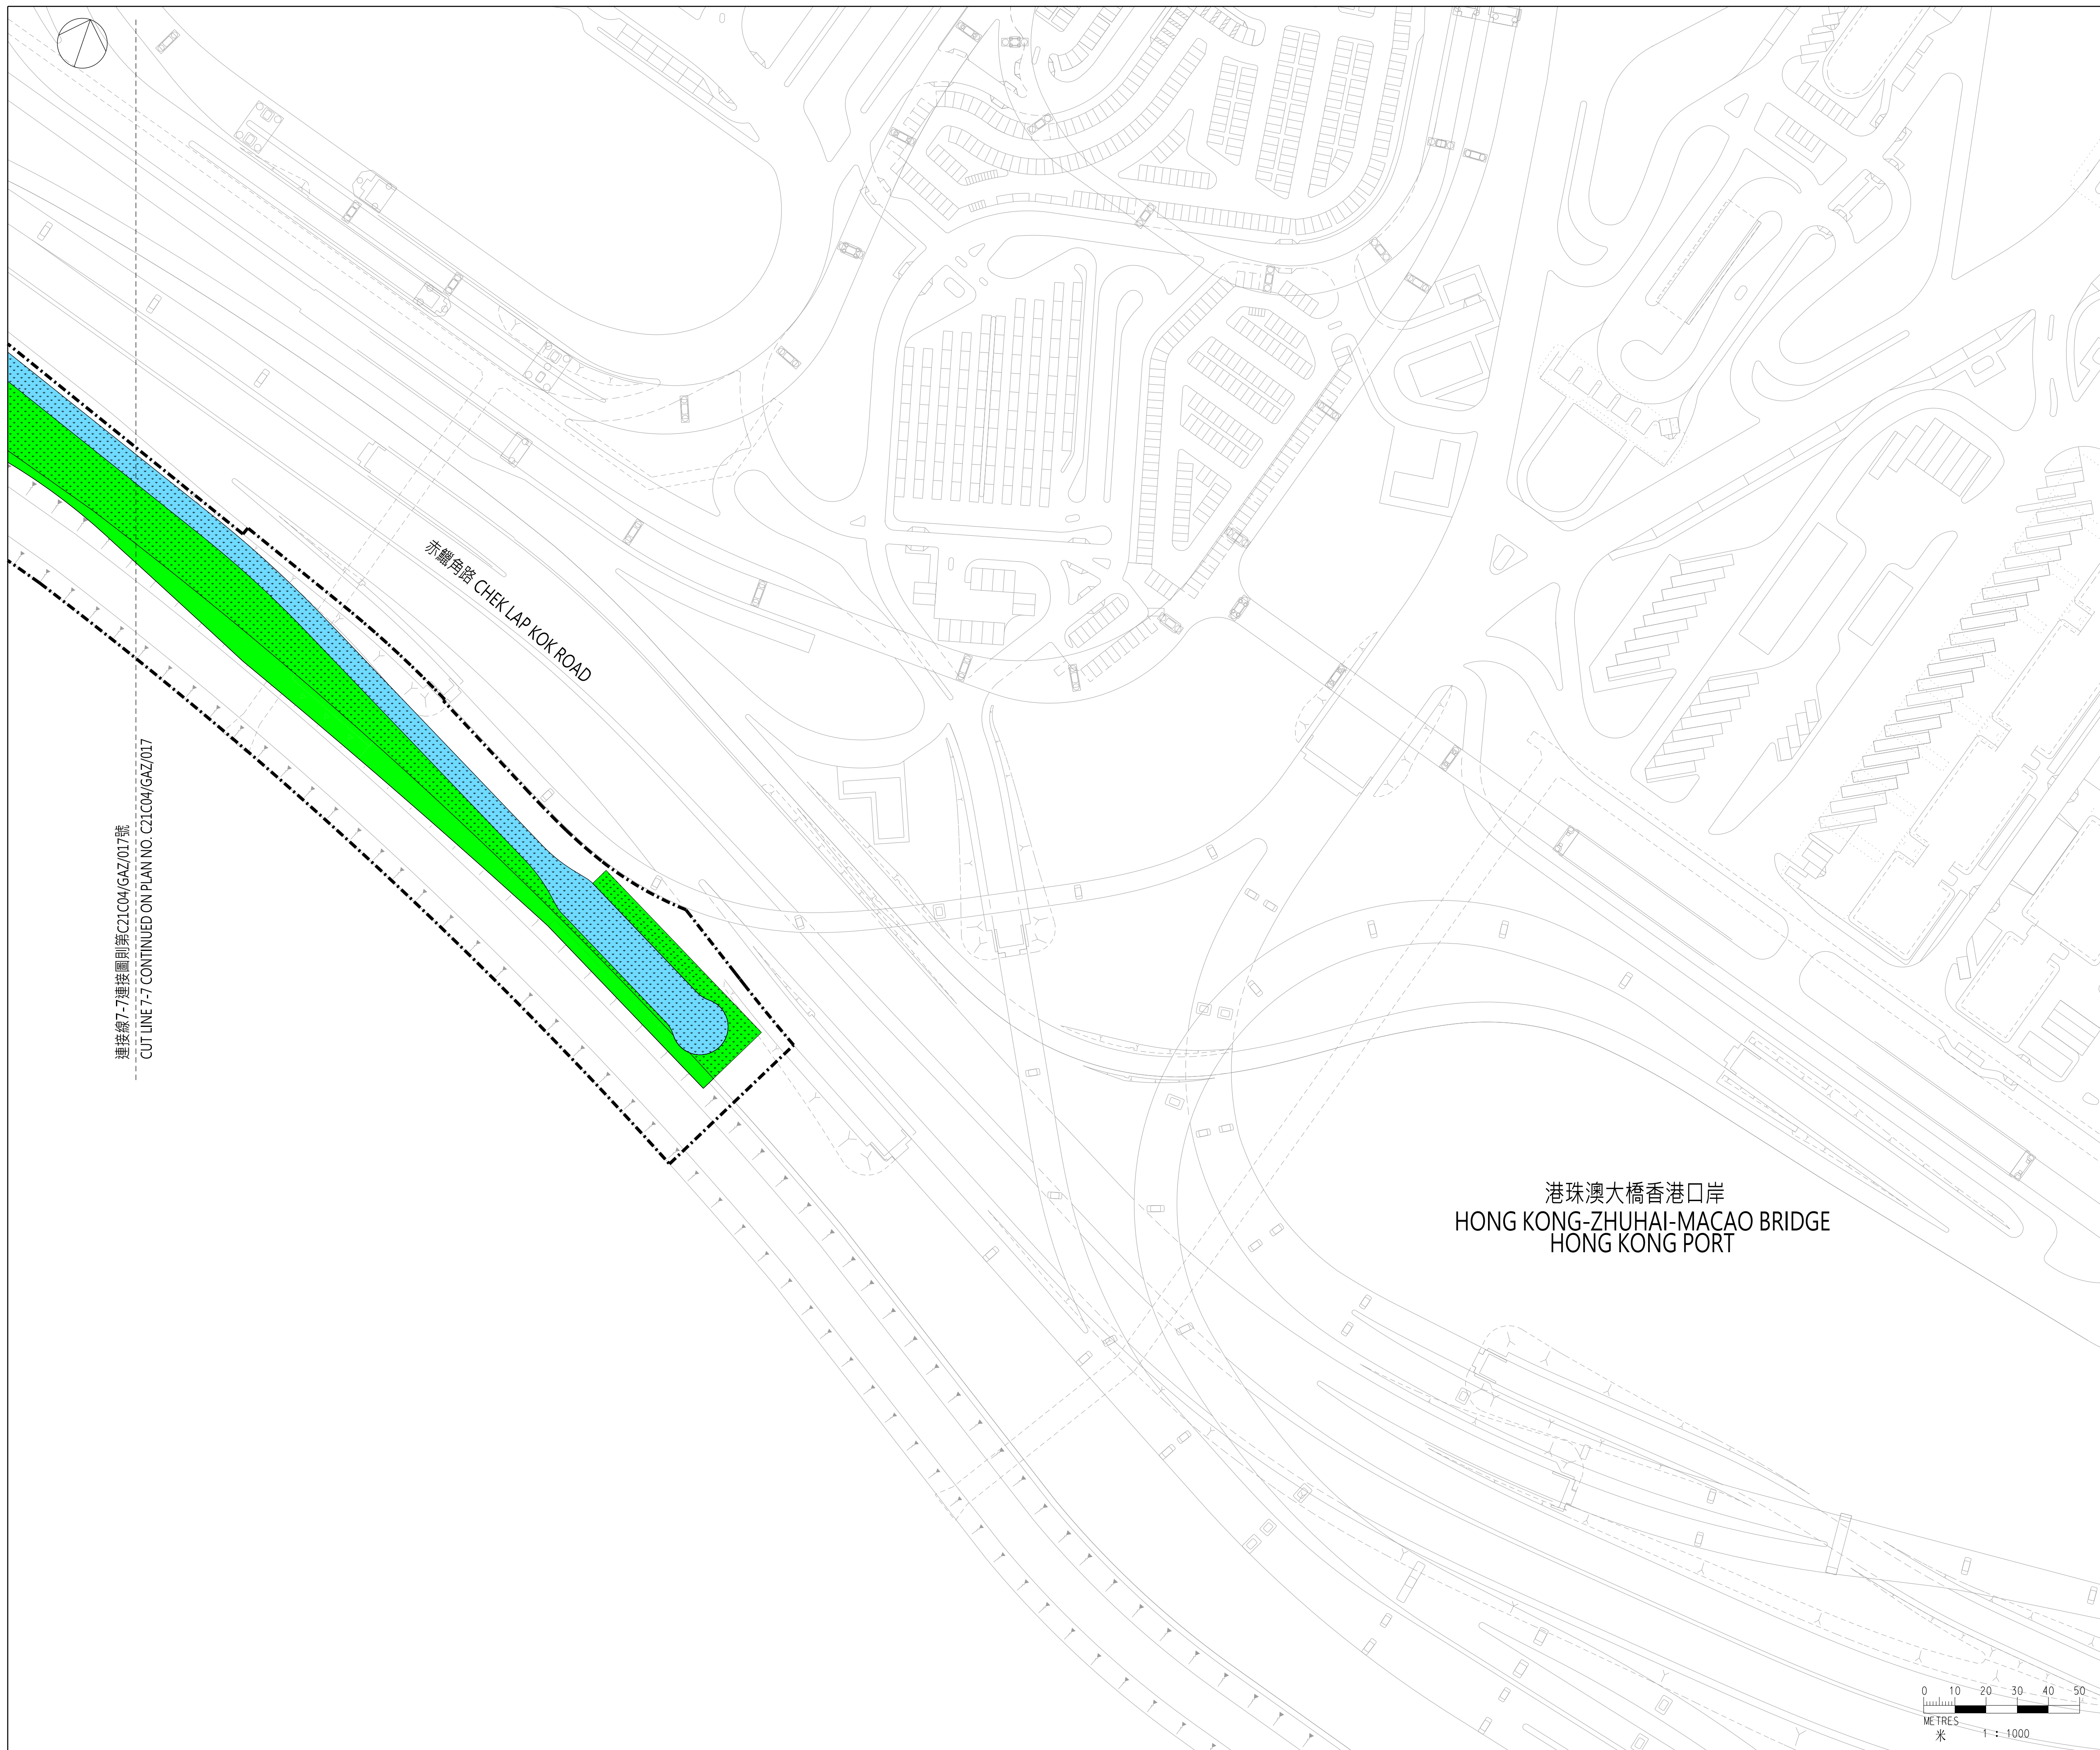 赤鱲角路 CHEK LAP KOK ROAD
連接線7-7連接圖則第C21C04/GAZ/017號
CUT LINE 7-7 CONTINUED ON PLAN NO. C21C04/GAZ/017
港珠澳大橋香港口岸
HONG KONG-ZHUHAI-MACAO BRIDGE
HONG KONG PORT
0 10 20 30 40 50
METRES
米 1 : 1000